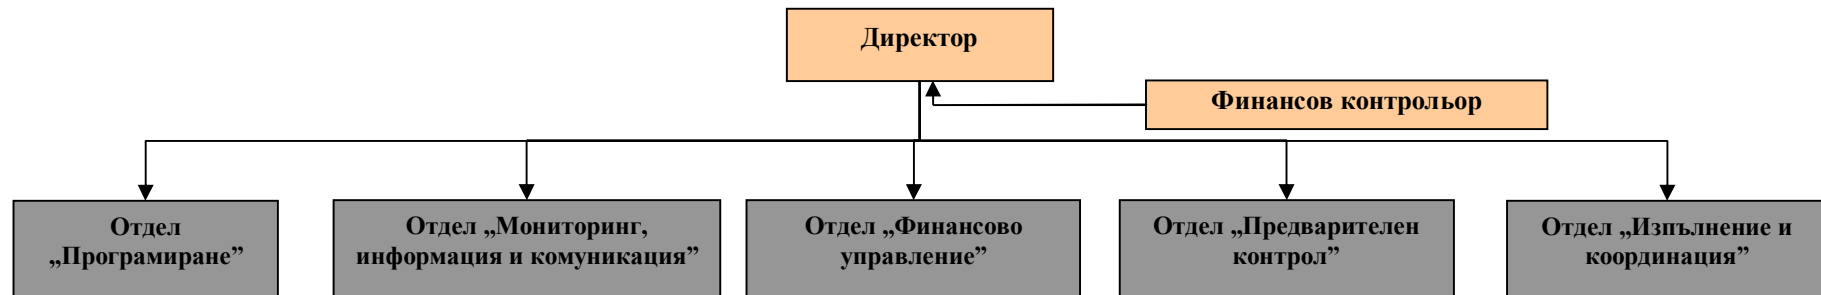 Директор
Финансов контрольор
Отдел
„Програмиране”
Отдел „Мониторинг,
информация и комуникация”
Отдел „Финансово
управление”
Отдел „Предварителен
контрол”
Отдел „Изпълнение и
координация”